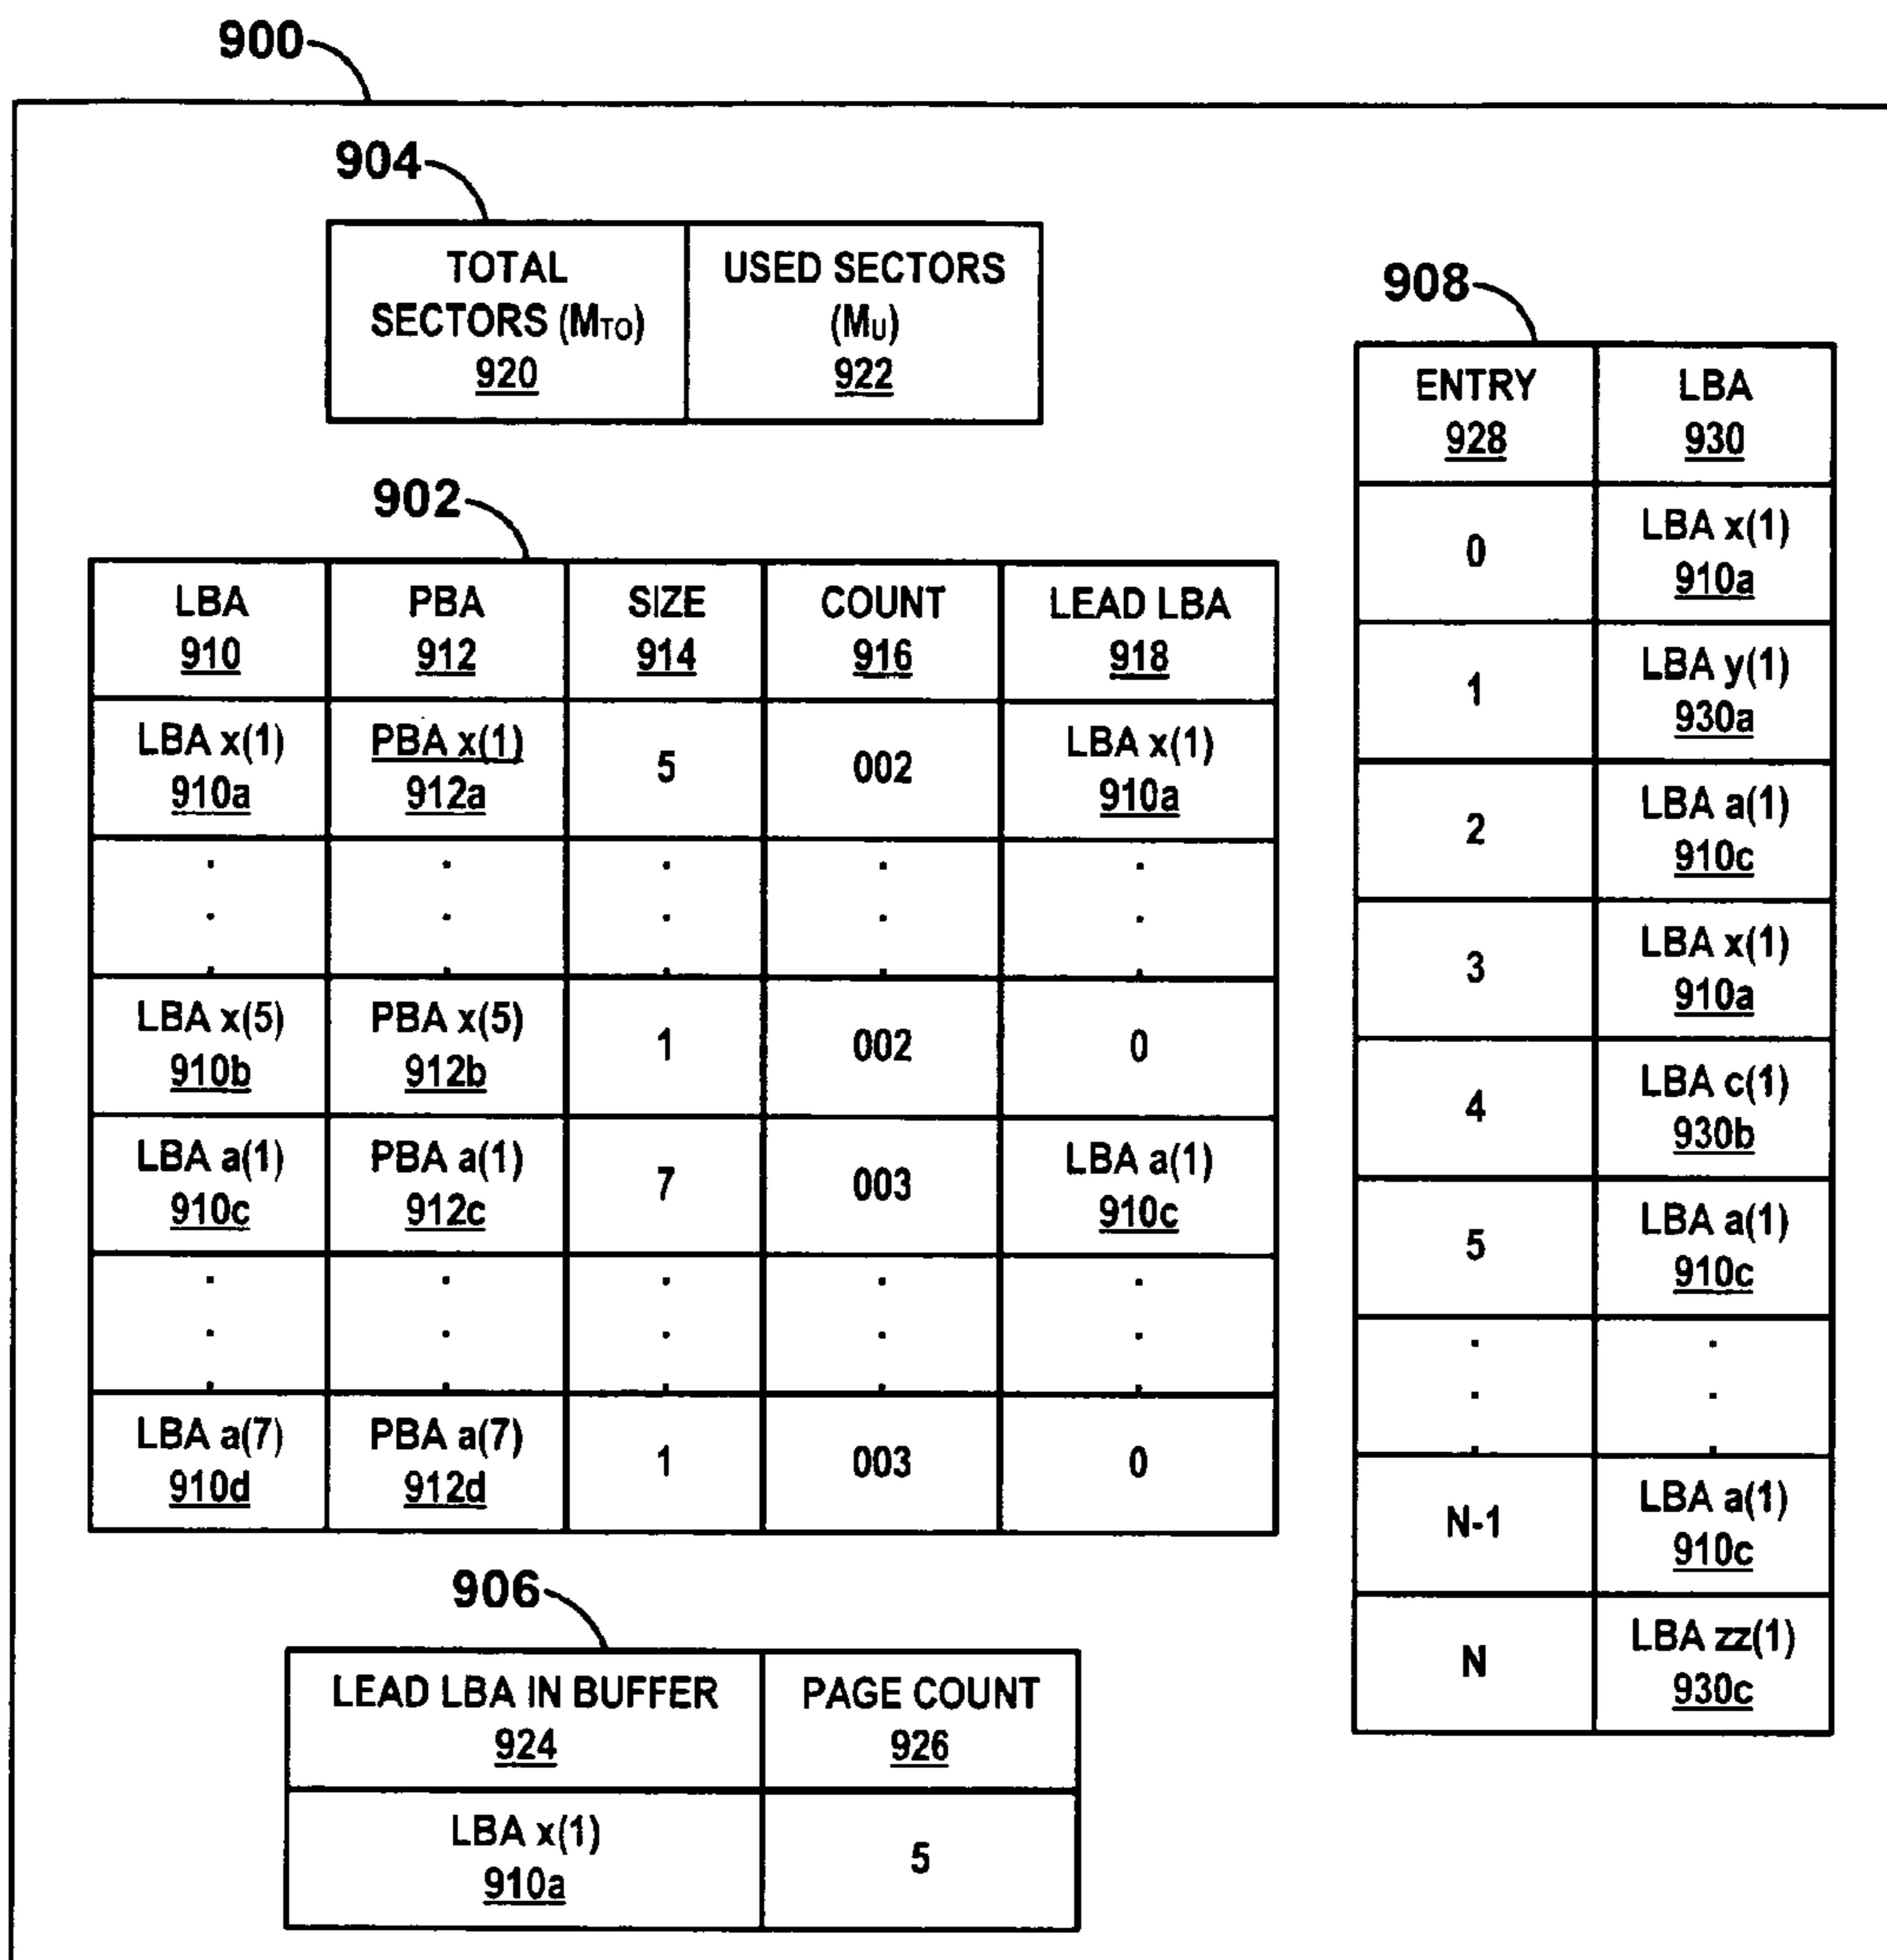 900
904
TOTAL
SECTORS (MTO)
920
USED SECTORS
(MU)
922
902
LBA
910
PBA
912
SIZE
914
COUNT
916
LEAD LBA
918
LBA x(1)
910a
PBA x(1)
912a
5
002
LBA x(1)
910a
LBA x(5)
910b
PBA x(5)
912b
1
002
0
LBA a(1)
910c
PBA a(1)
912c
7
003
LBA a(1)
910c
LBA a(7)
910d
PBA a(7)
912d
1
003
0
906
LEAD LBA IN BUFFER
924
PAGE COUNT
926
LBA x(1)
910a
5
908
ENTRY
928
LBA
930
0
LBA x(1)
910a
1
LBA y(1)
930a
2
LBA a(1)
910c
3
LBA x(1)
910a
4
LBA c(1)
930b
5
LBA a(1)
910c
N-1
LBA a(1)
910c
N
LBA zz(1)
930c